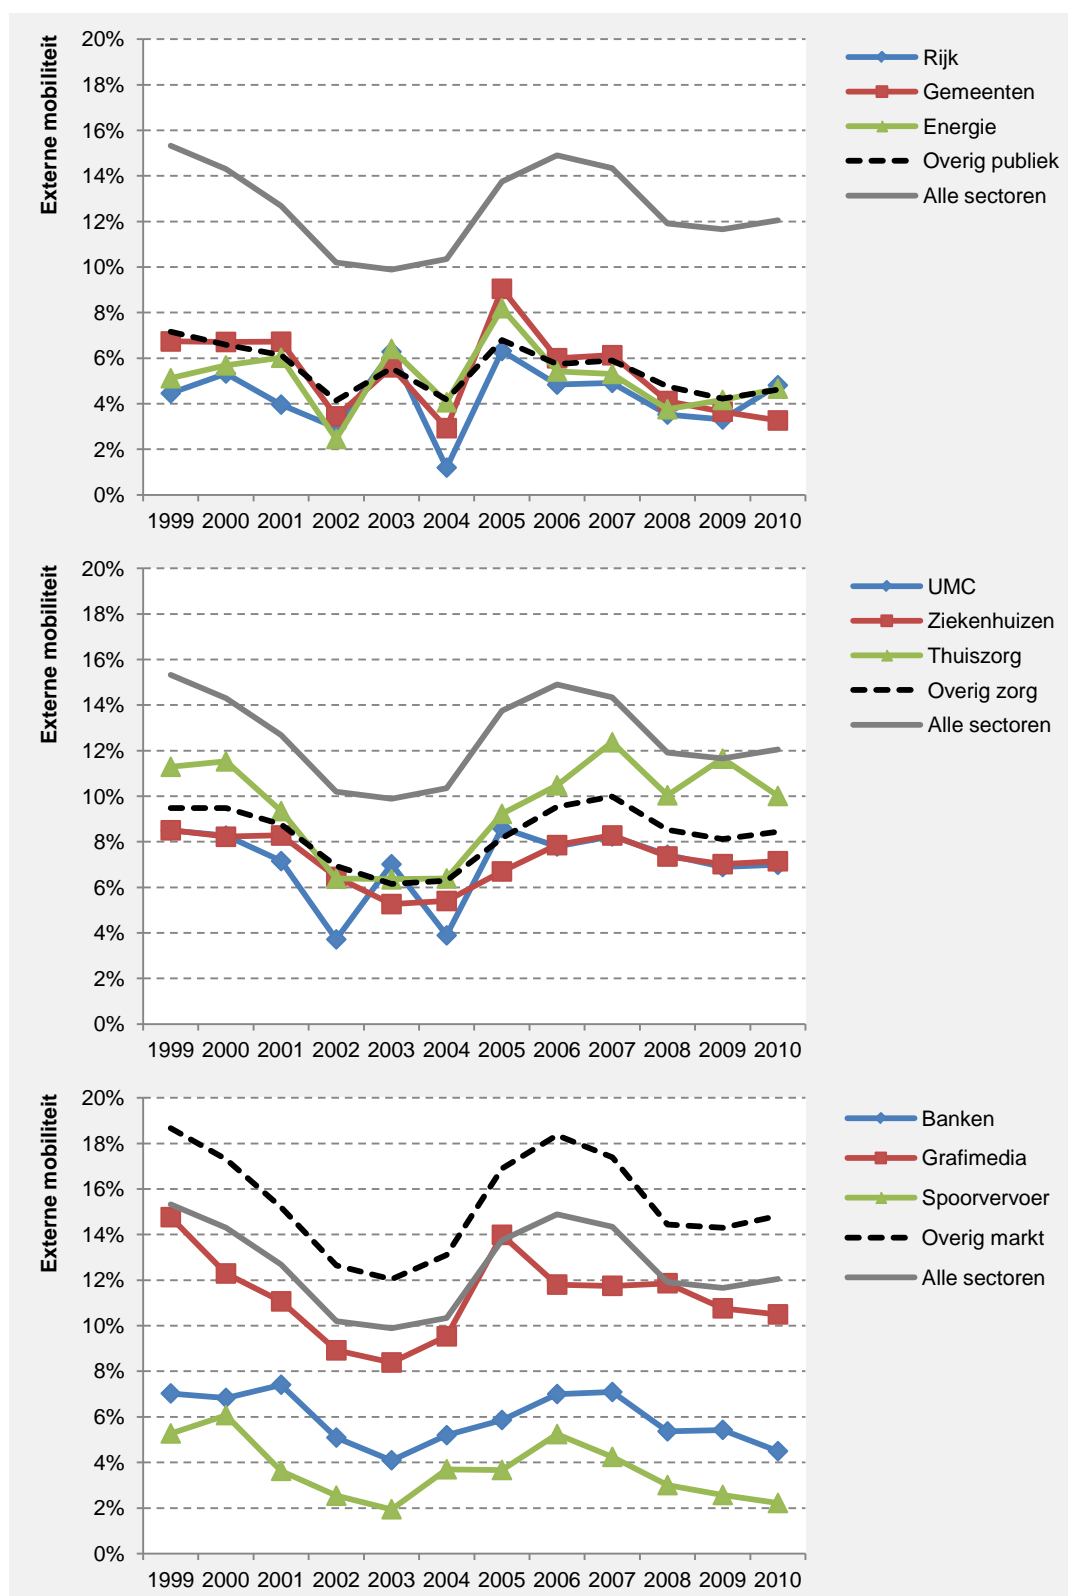 Externe mobiliteit
20%
18%
16%
14%
12%
10%
8%
6%
4%
2%
0%
1999 2000 2001 2002 2003 2004 2005 2006 2007 2008 2009 2010
Rijk
Gemeenten
Energie
Overig publiek
Alle sectoren
Externe mobiliteit
20%
18%
16%
14%
12%
10%
8%
6%
4%
2%
0%
1999 2000 2001 2002 2003 2004 2005 2006 2007 2008 2009 2010
UMC
Ziekenhuizen
Thuiszorg
Overig zorg
Alle sectoren
Externe mobiliteit
20%
18%
16%
14%
12%
10%
8%
6%
4%
2%
0%
1999 2000 2001 2002 2003 2004 2005 2006 2007 2008 2009 2010
Banken
Grafimedia
Spoorvervoer
Overig markt
Alle sectoren